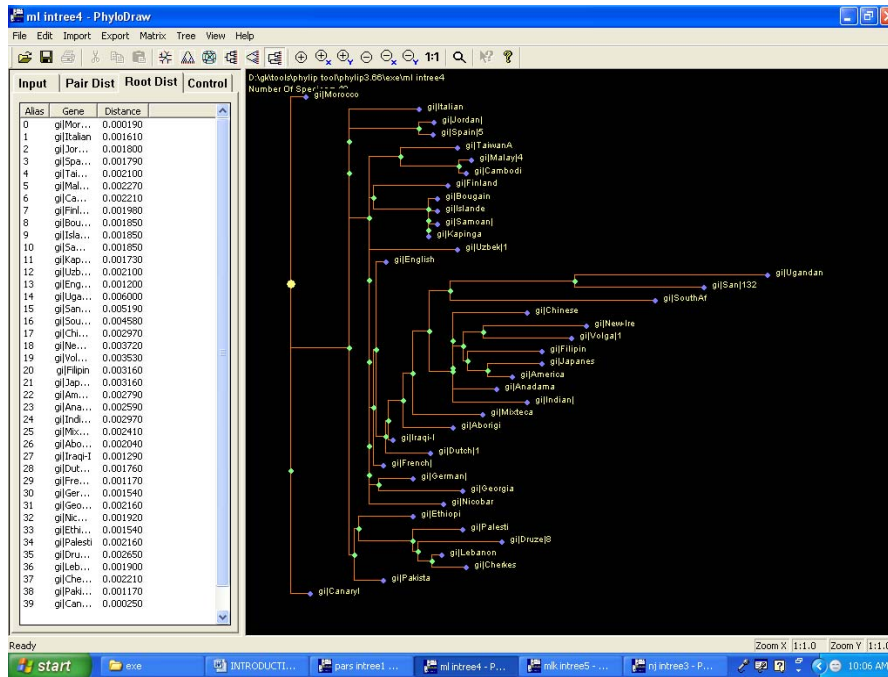 ml intree4 - PhyloDraw
File Edit Import Export Matrix Tree View Help
1:1
Input Pair Dist Root Dist Control
Alias Gene Distance
0 gi|Mor... 0.000190
1 gi|Italian 0.001610
2 gi|Jor... 0.001800
3 gi|Spa... 0.001790
4 gi|Tai... 0.002100
5 gi|Mal... 0.002270
6 gi|Ca... 0.002210
7 gi|Finl... 0.001980
8 gi|Bou... 0.001850
9 gi|Isla... 0.001850
10 gi|Sa... 0.001850
11 gi|Kap... 0.001730
12 gi|Uzb... 0.002100
13 gi|Eng... 0.001200
14 gi|Uga... 0.006000
15 gi|San... 0.005190
16 gi|Sou... 0.004580
17 gi|Chi... 0.002970
18 gi|Ne... 0.003720
19 gi|Vol... 0.003530
20 gi|Filipin 0.003160
21 gi|Jap... 0.003160
22 gi|Am... 0.002790
23 gi|Ana... 0.002590
24 gi|Indi... 0.002970
25 gi|Mix... 0.002410
26 gi|Abo... 0.002040
27 gi|Iraqi-I 0.001290
28 gi|Dut... 0.001760
29 gi|Fre... 0.001170
30 gi|Ger... 0.001540
31 gi|Geo... 0.002160
32 gi|Nic... 0.001920
33 gi|Ethi... 0.001540
34 gi|Palesti 0.002160
35 gi|Dru... 0.002650
36 gi|Leb... 0.001900
37 gi|Che... 0.002210
38 gi|Paki... 0.001170
39 gi|Can... 0.000250
D:\gk\tools\phylip tool\phylip3.66\exe\ml intree4
Number Of
gi|Morocco
gi|Italian
gi|Jordan|
gi|Spain|5
gi|TaiwanA
gi|Malay|4
gi|Cambodi
gi|Finland
gi|Bougain
gi|Islande
gi|Samoan|
gi|Kapinga
gi|Uzbek|1
gi|English
gi|Ugandan
gi|San|132
gi|SouthAf
gi|Chinese
gi|New-Ire
gi|Volga|1
gi|Filipin
gi|Japanes
gi|America
gi|Anadama
gi|Indian|
gi|Mixteca
gi|Aborigi
gi|Iraqi-I
gi|Dutch|1
gi|French|
gi|German|
gi|Georgia
gi|Nicobar
gi|Ethiopi
gi|Palesti
gi|Druze|8
gi|Lebanon
gi|Cherkes
gi|Pakista
gi|CanaryI
Ready Zoom X 1:1.0 Zoom Y 1:1.0
start exe INTRODUCTI... pars intree1 ... ml intree4 - P... mlk intree5 - ... nj intree3 - P... 10:06 AM